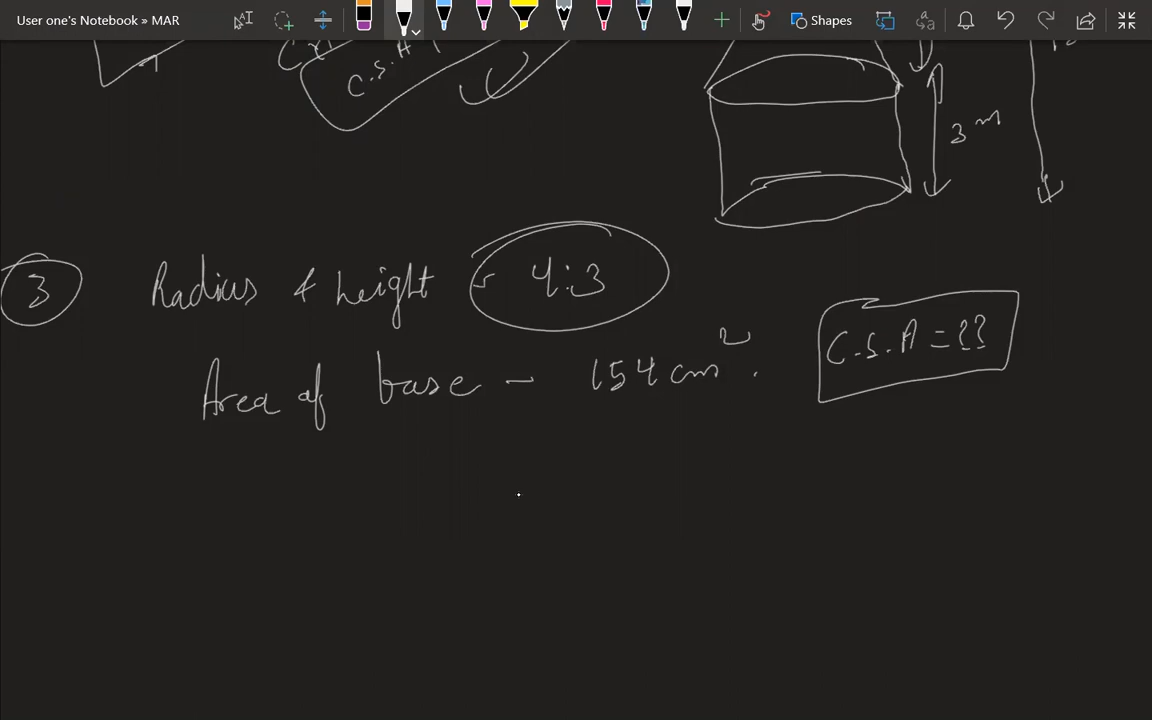 User one's Notebook » MAR
Shapes
C.S.A
3 m
3 Radius & height - 4:3
Area of base - 154 cm².
C.S.A = ??